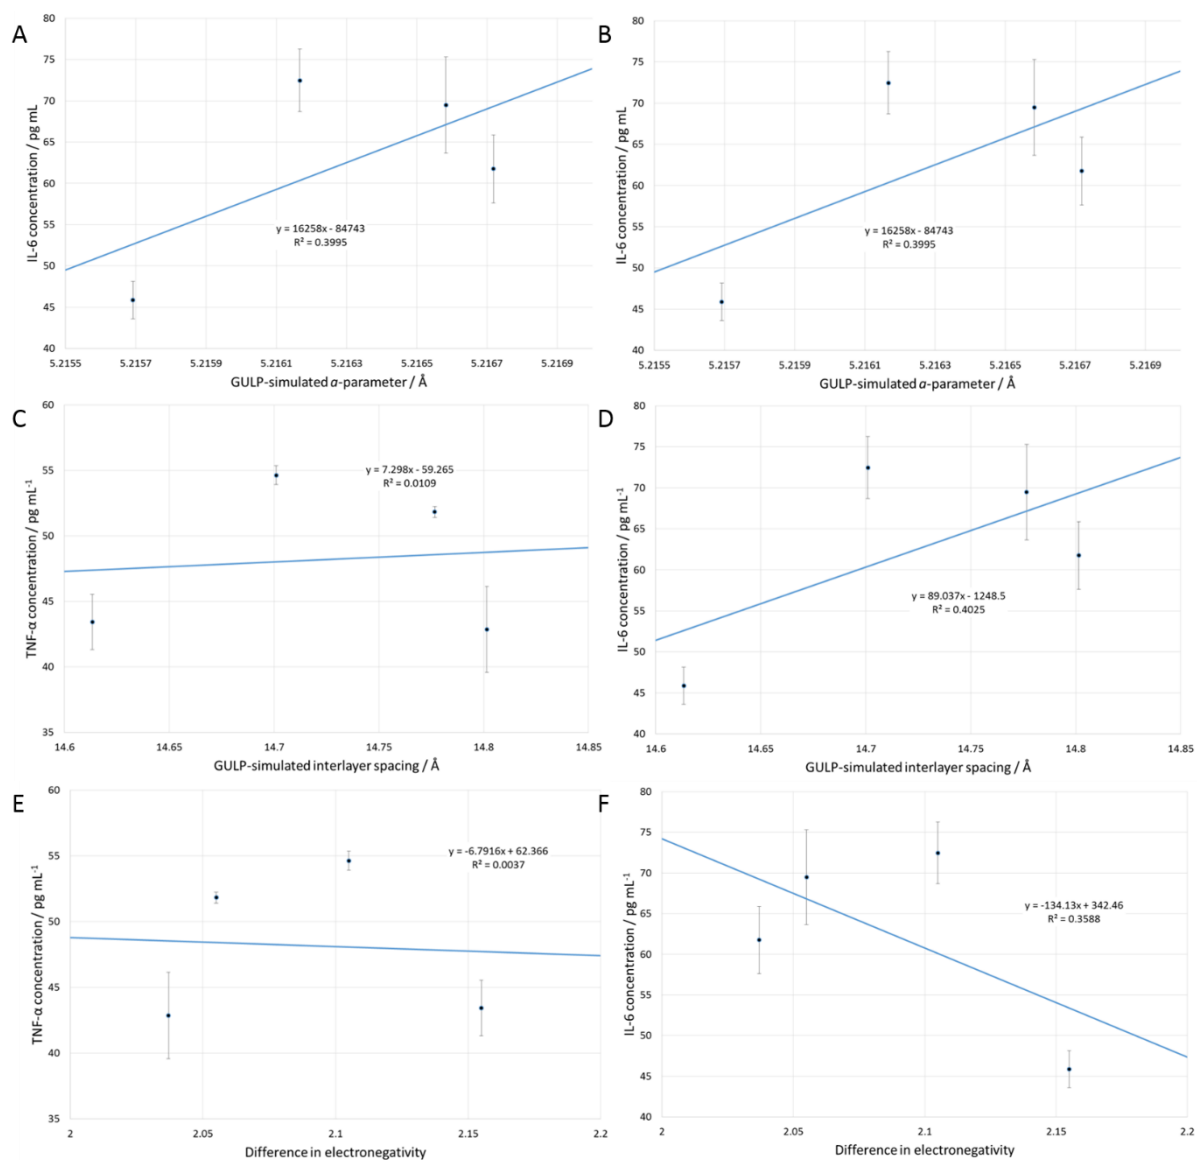 A
80
75
70
65
60
55
50
45
40
IL-6 concentration / pg mL
y = 16258x - 84743
R² = 0.3995
5.2155 5.2157 5.2159 5.2161 5.2163 5.2165 5.2167 5.2169
GULP-simulated a-parameter / Å
B
80
75
70
65
60
55
50
45
40
IL-6 concentration / pg mL
y = 16258x - 84743
R² = 0.3995
5.2155 5.2157 5.2159 5.2161 5.2163 5.2165 5.2167 5.2169
GULP-simulated a-parameter / Å
C
60
55
50
45
40
35
TNF-α concentration / pg mL⁻¹
y = 7.298x - 59.265
R² = 0.0109
14.6 14.65 14.7 14.75 14.8 14.85
GULP-simulated interlayer spacing / Å
D
80
75
70
65
60
55
50
45
40
IL-6 concentration / pg mL⁻¹
y = 89.037x - 1248.5
R² = 0.4025
14.6 14.65 14.7 14.75 14.8 14.85
GULP-simulated interlayer spacing / Å
E
60
55
50
45
40
35
TNF-α concentration / pg mL⁻¹
y = -6.7916x + 62.366
R² = 0.0037
2 2.05 2.1 2.15 2.2
Difference in electronegativity
F
80
75
70
65
60
55
50
45
40
IL-6 concentration / pg mL⁻¹
y = -134.13x + 342.46
R² = 0.3588
2 2.05 2.1 2.15 2.2
Difference in electronegativity